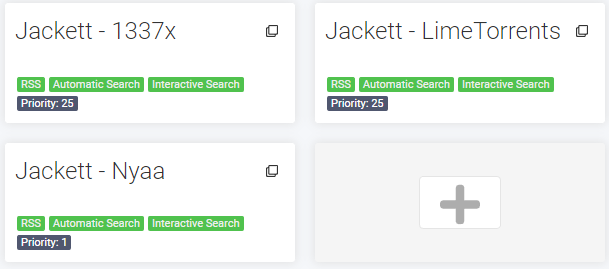 Jackett - 1337x
RSS Automatic Search Interactive Search
Priority: 25
Jackett - LimeTorrents
RSS Automatic Search Interactive Search
Priority: 25
Jackett - Nyaa
RSS Automatic Search Interactive Search
Priority: 1